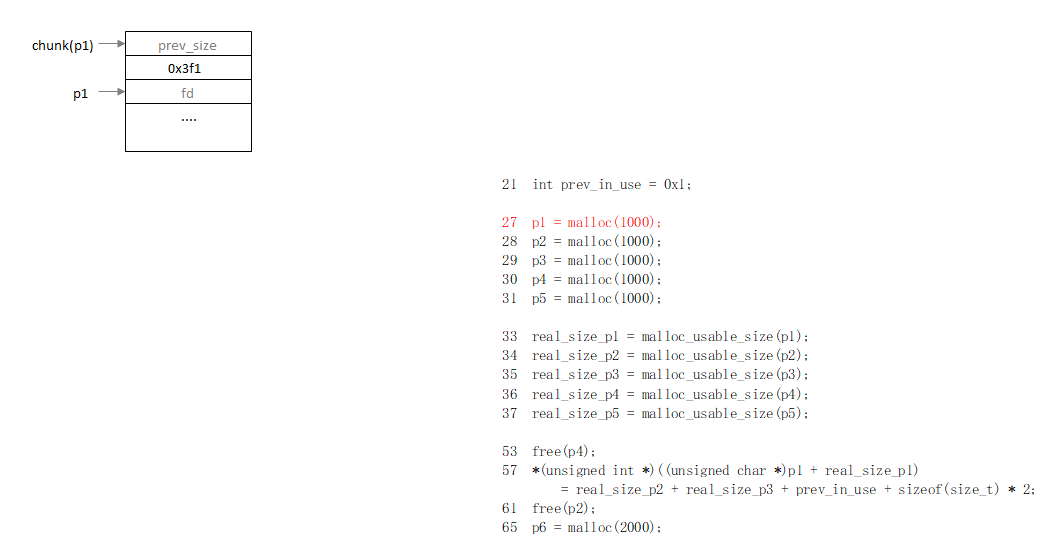 chunk(p1)
prev_size
0x3f1
p1
fd
....
21 int prev_in_use = 0x1;
27 p1 = malloc(1000);
28 p2 = malloc(1000);
29 p3 = malloc(1000);
30 p4 = malloc(1000);
31 p5 = malloc(1000);
33 real_size_p1 = malloc_usable_size(p1);
34 real_size_p2 = malloc_usable_size(p2);
35 real_size_p3 = malloc_usable_size(p3);
36 real_size_p4 = malloc_usable_size(p4);
37 real_size_p5 = malloc_usable_size(p5);
53 free(p4);
57 *(unsigned int *)((unsigned char *)p1 + real_size_p1)
= real_size_p2 + real_size_p3 + prev_in_use + sizeof(size_t) * 2;
61 free(p2);
65 p6 = malloc(2000);